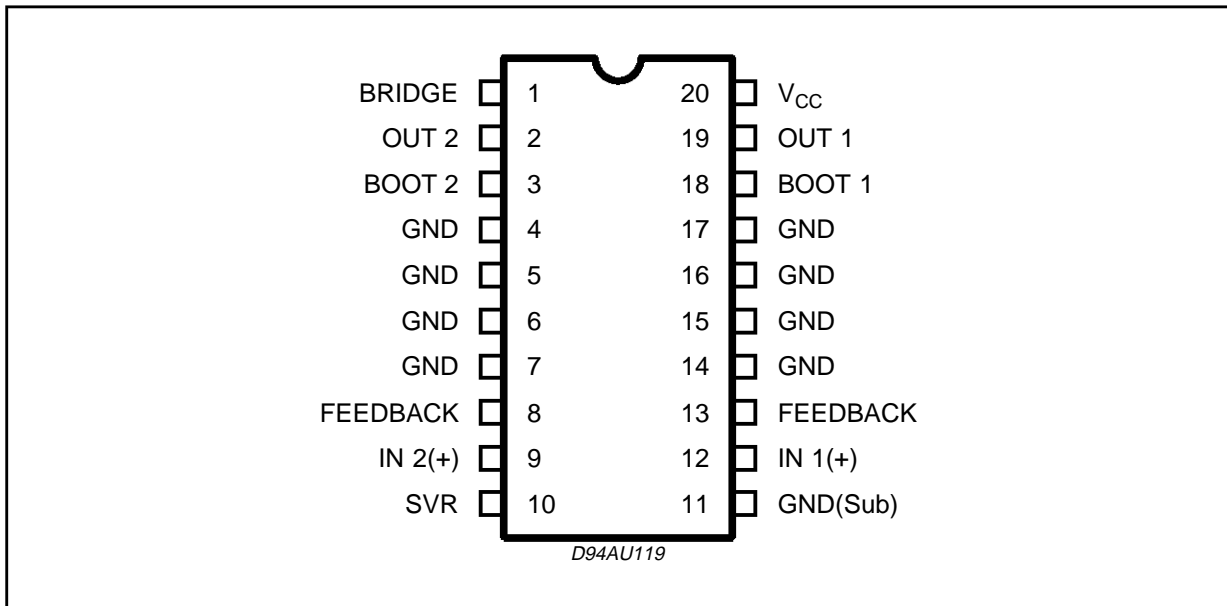 BRIDGE 1 20 VCC
OUT 2 2 19 OUT 1
BOOT 2 3 18 BOOT 1
GND 4 17 GND
GND 5 16 GND
GND 6 15 GND
GND 7 14 GND
FEEDBACK 8 13 FEEDBACK
IN 2(+) 9 12 IN 1(+)
SVR 10 11 GND(Sub)
D94AU119